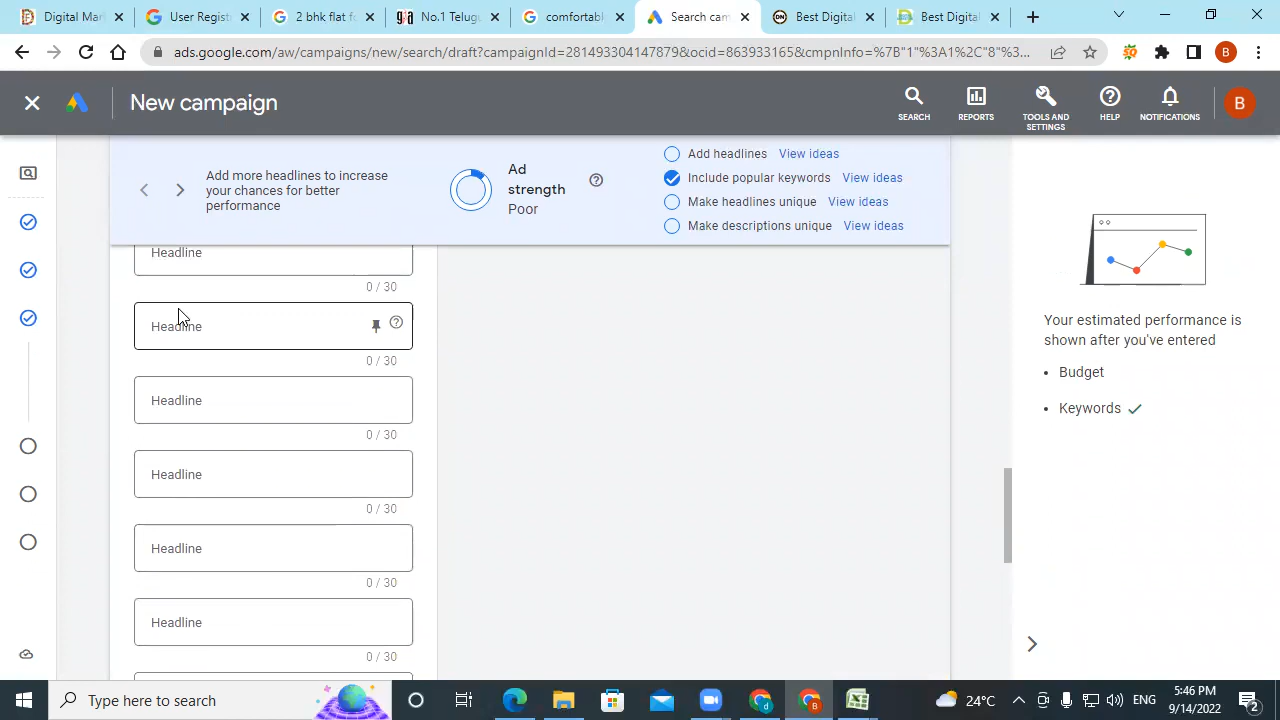 Digital Mar
User Registr
2 bhk flat fo
No.1 Telugu
comfortable
Search cam
Best Digital
Best Digital
ads.google.com/aw/campaigns/new/search/draft?campaignId=281493304147879&ocid=86393316&cmpnInfo=%7B"1"%3A1%2C"8"%3...
B
New campaign
SEARCH
REPORTS
TOOLS AND SETTINGS
HELP
NOTIFICATIONS
B
Add more headlines to increase
your chances for better
performance
Ad
strength
Poor
Add headlines View ideas
Include popular keywords View ideas
Make headlines unique View ideas
Make descriptions unique View ideas
Headline
0 / 30
Headline
0 / 30
Headline
0 / 30
Headline
0 / 30
Headline
0 / 30
Headline
0 / 30
Your estimated performance is
shown after you've entered
• Budget
• Keywords
Type here to search
24°C
ENG
5:46 PM
9/14/2022
2